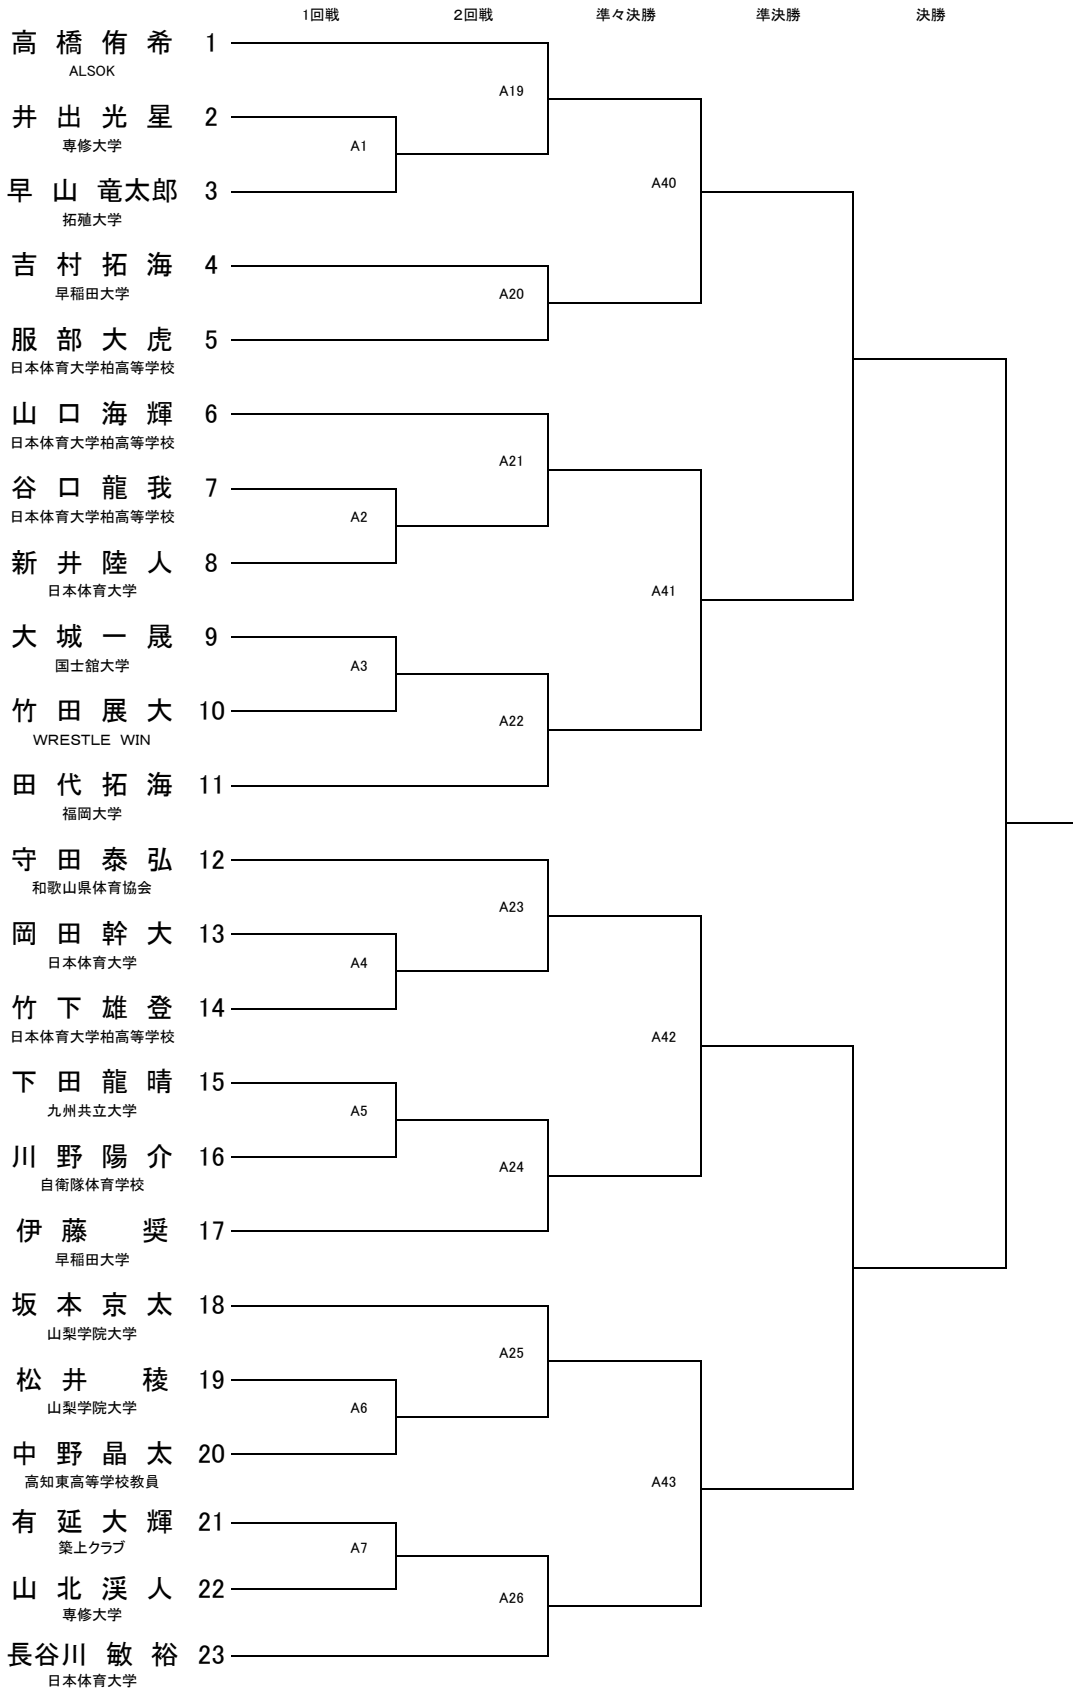 1回戦 2回戦 準々決勝 準決勝 決勝
高橋侑希 1
ALSOK
A19
井出光星 2
専修大学
A1
早山竜太郎 3
A40
拓殖大学
吉村拓海 4
早稲田大学
A20
服部大虎 5
日本体育大学柏高等学校
山口海輝 6
日本体育大学柏高等学校
A21
谷口龍我 7
日本体育大学柏高等学校
A2
新井陸人 8
日本体育大学
A41
大城一晟 9
国士舘大学
A3
竹田展大 10
A22
WRESTLE WIN
田代拓海 11
福岡大学
守田泰弘 12
和歌山県体育協会
A23
岡田幹大 13
日本体育大学
A4
竹下雄登 14
日本体育大学柏高等学校
A42
下田龍晴 15
九州共立大学
A5
川野陽介 16
A24
自衛隊体育学校
伊藤奨 17
早稲田大学
坂本京太 18
山梨学院大学
A25
松井稜 19
山梨学院大学
A6
中野晶太 20
高知東高等学校教員
A43
有延大輝 21
築上クラブ
A7
山北渓人 22
A26
専修大学
長谷川敏裕 23
日本体育大学